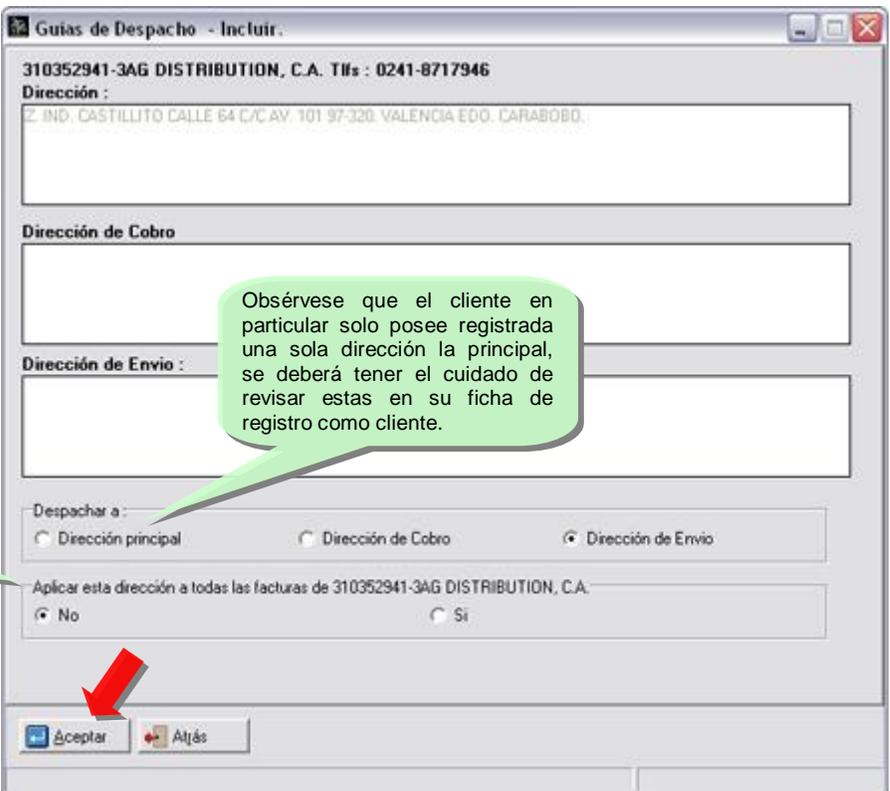 Guias de Despacho - Incluir.
310352941-3AG DISTRIBUTION, C.A. Tlfs : 0241-8717946
Dirección :
Z. IND. CASTILLITO CALLE 64 C/C AV. 101 97-320. VALENCIA EDO. CARABOBO.
Dirección de Cobro
Obsérvese que el cliente en
particular solo posee registrada
una sola dirección la principal,
se deberá tener el cuidado de
revisar estas en su ficha de
registro como cliente.
Dirección de Envio :
Despachar a :
Dirección principal Dirección de Cobro Dirección de Envio
Aplicar esta dirección a todas las facturas de 310352941-3AG DISTRIBUTION, C.A.
No Si
Aceptar Atrás